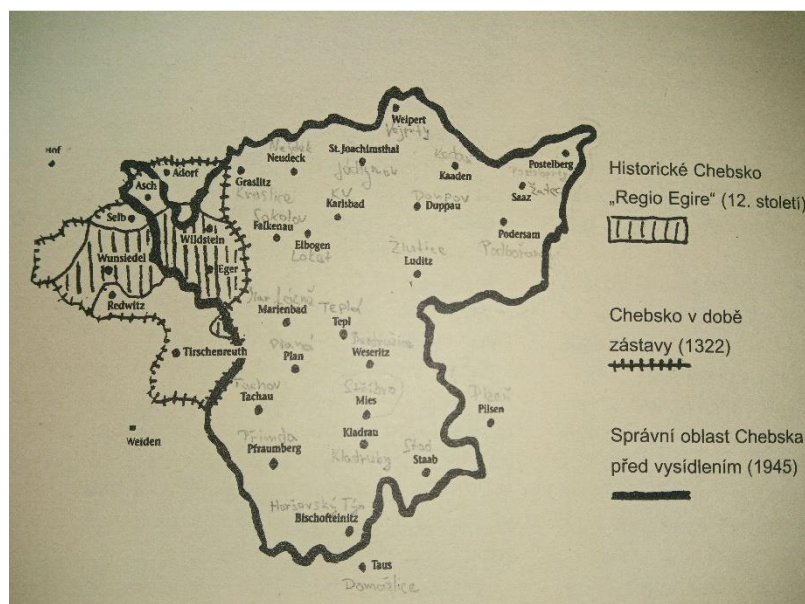 Weipert
Vejprty
Hof
Adorf
Asch
Selb
Wildstein
Wunsiedel
Eger
Redwitz
Tirschenreuth
Weiden
Neudek
Neudeck
St. Joachimsthal
Jáchymov
Kadaň
Kaaden
Postelberg
Postoloprty
Graslitz
Kraslice
KV
Karlsbad
Doupov
Duppau
Saaz
Žatec
Sokolov
Falkenau
Elbogen
Loket
Žlutice
Luditz
Podersam
Podbořany
Mar. Lázně
Marienbad
Teplá
Tepl
Planá
Plan
Bezdružice
Weseritz
Tachov
Tachau
Stříbro
Mies
Plzeň
Pilsen
Přimda
Pfraumberg
Kladrau
Kladruby
Stod
Staab
Horšovský Týn
Bischofteinitz
Taus
Domažlice
Historické Chebsko
„Regio Egire“ (12. století)
Chebsko v době
zástavy (1322)
Správní oblast Chebska
před vysídlením (1945)